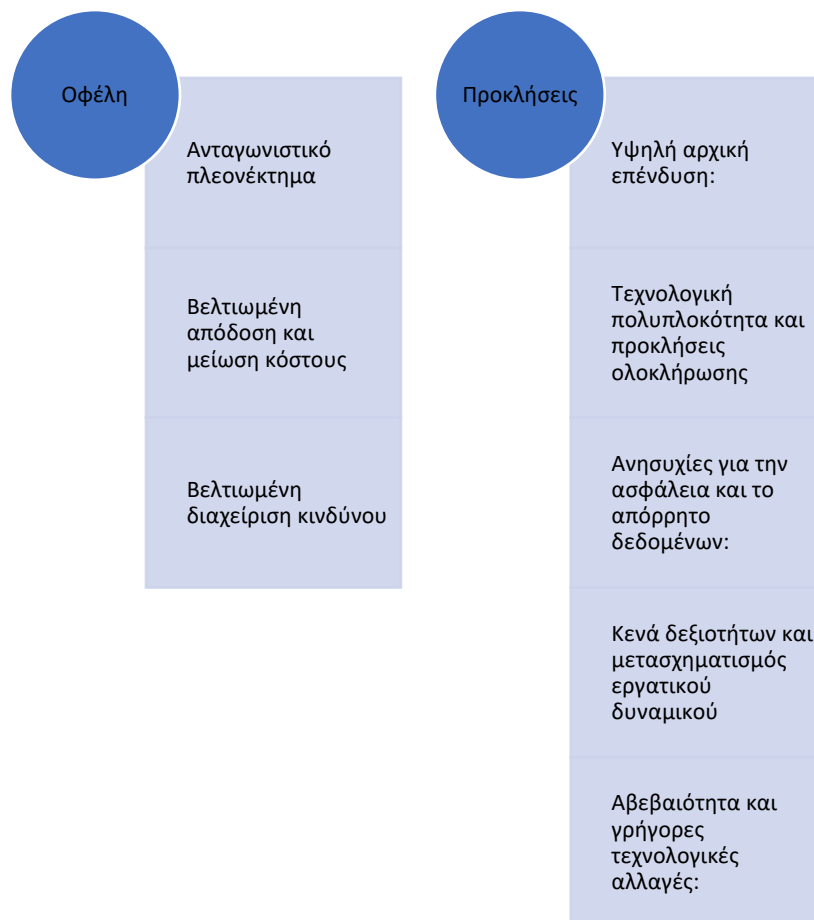 Οφέλη
Ανταγωνιστικό
πλεονέκτημα
Βελτιωμένη
απόδοση και
μείωση κόστους
Βελτιωμένη
διαχείριση κινδύνου
Προκλήσεις
Υψηλή αρχική
επένδυση:
Τεχνολογική
πολυπλοκότητα και
προκλήσεις
ολοκλήρωσης
Ανησυχίες για την
ασφάλεια και το
απόρρητο
δεδομένων:
Κενά δεξιοτήτων και
μετασχηματισμός
εργατικού
δυναμικού
Αβεβαιότητα και
γρήγορες
τεχνολογικές
αλλαγές: